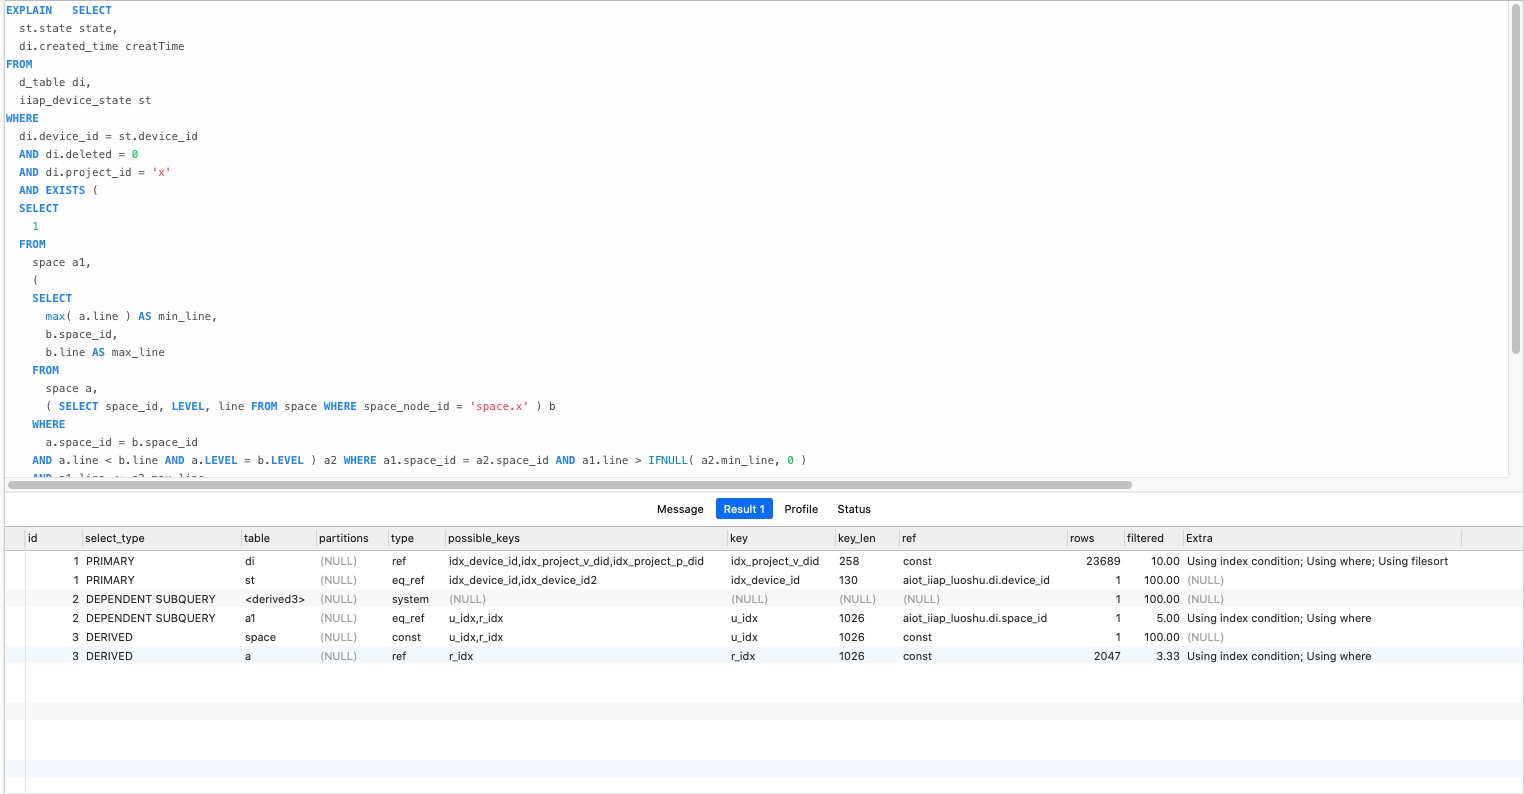 EXPLAIN   SELECT
st.state state,
di.created_time creatTime
FROM
d_table di,
iiap_device_state st
WHERE
di.device_id = st.device_id
AND di.deleted = 0
AND di.project_id = 'x'
AND EXISTS (
SELECT
1
FROM
space a1,
(
SELECT
max( a.line ) AS min_line,
b.space_id,
b.line AS max_line
FROM
space a,
( SELECT space_id, LEVEL, line FROM space WHERE space_node_id = 'space.x' ) b
WHERE
a.space_id = b.space_id
AND a.line < b.line AND a.LEVEL = b.LEVEL ) a2 WHERE a1.space_id = a2.space_id AND a1.line > IFNULL( a2.min_line, 0 )
Message Result 1 Profile Status
id select_type table partitions type possible_keys key key_len ref rows filtered Extra
1 PRIMARY di (NULL) ref idx_device_id,idx_project_v_did,idx_project_p_did idx_project_v_did 258 const 23689 10.00 Using index condition; Using where; Using filesort
1 PRIMARY st (NULL) eq_ref idx_device_id,idx_device_id2 idx_device_id 130 aiot_iiap_luoshu.di.device_id 1 100.00 (NULL)
2 DEPENDENT SUBQUERY <derived3> (NULL) system (NULL) (NULL) (NULL) (NULL) 1 100.00 (NULL)
2 DEPENDENT SUBQUERY a1 (NULL) eq_ref u_idx,r_idx u_idx 1026 aiot_iiap_luoshu.di.space_id 1 5.00 Using index condition; Using where
3 DERIVED space (NULL) const u_idx,r_idx u_idx 1026 const 1 100.00 (NULL)
3 DERIVED a (NULL) ref r_idx r_idx 1026 const 2047 3.33 Using index condition; Using where